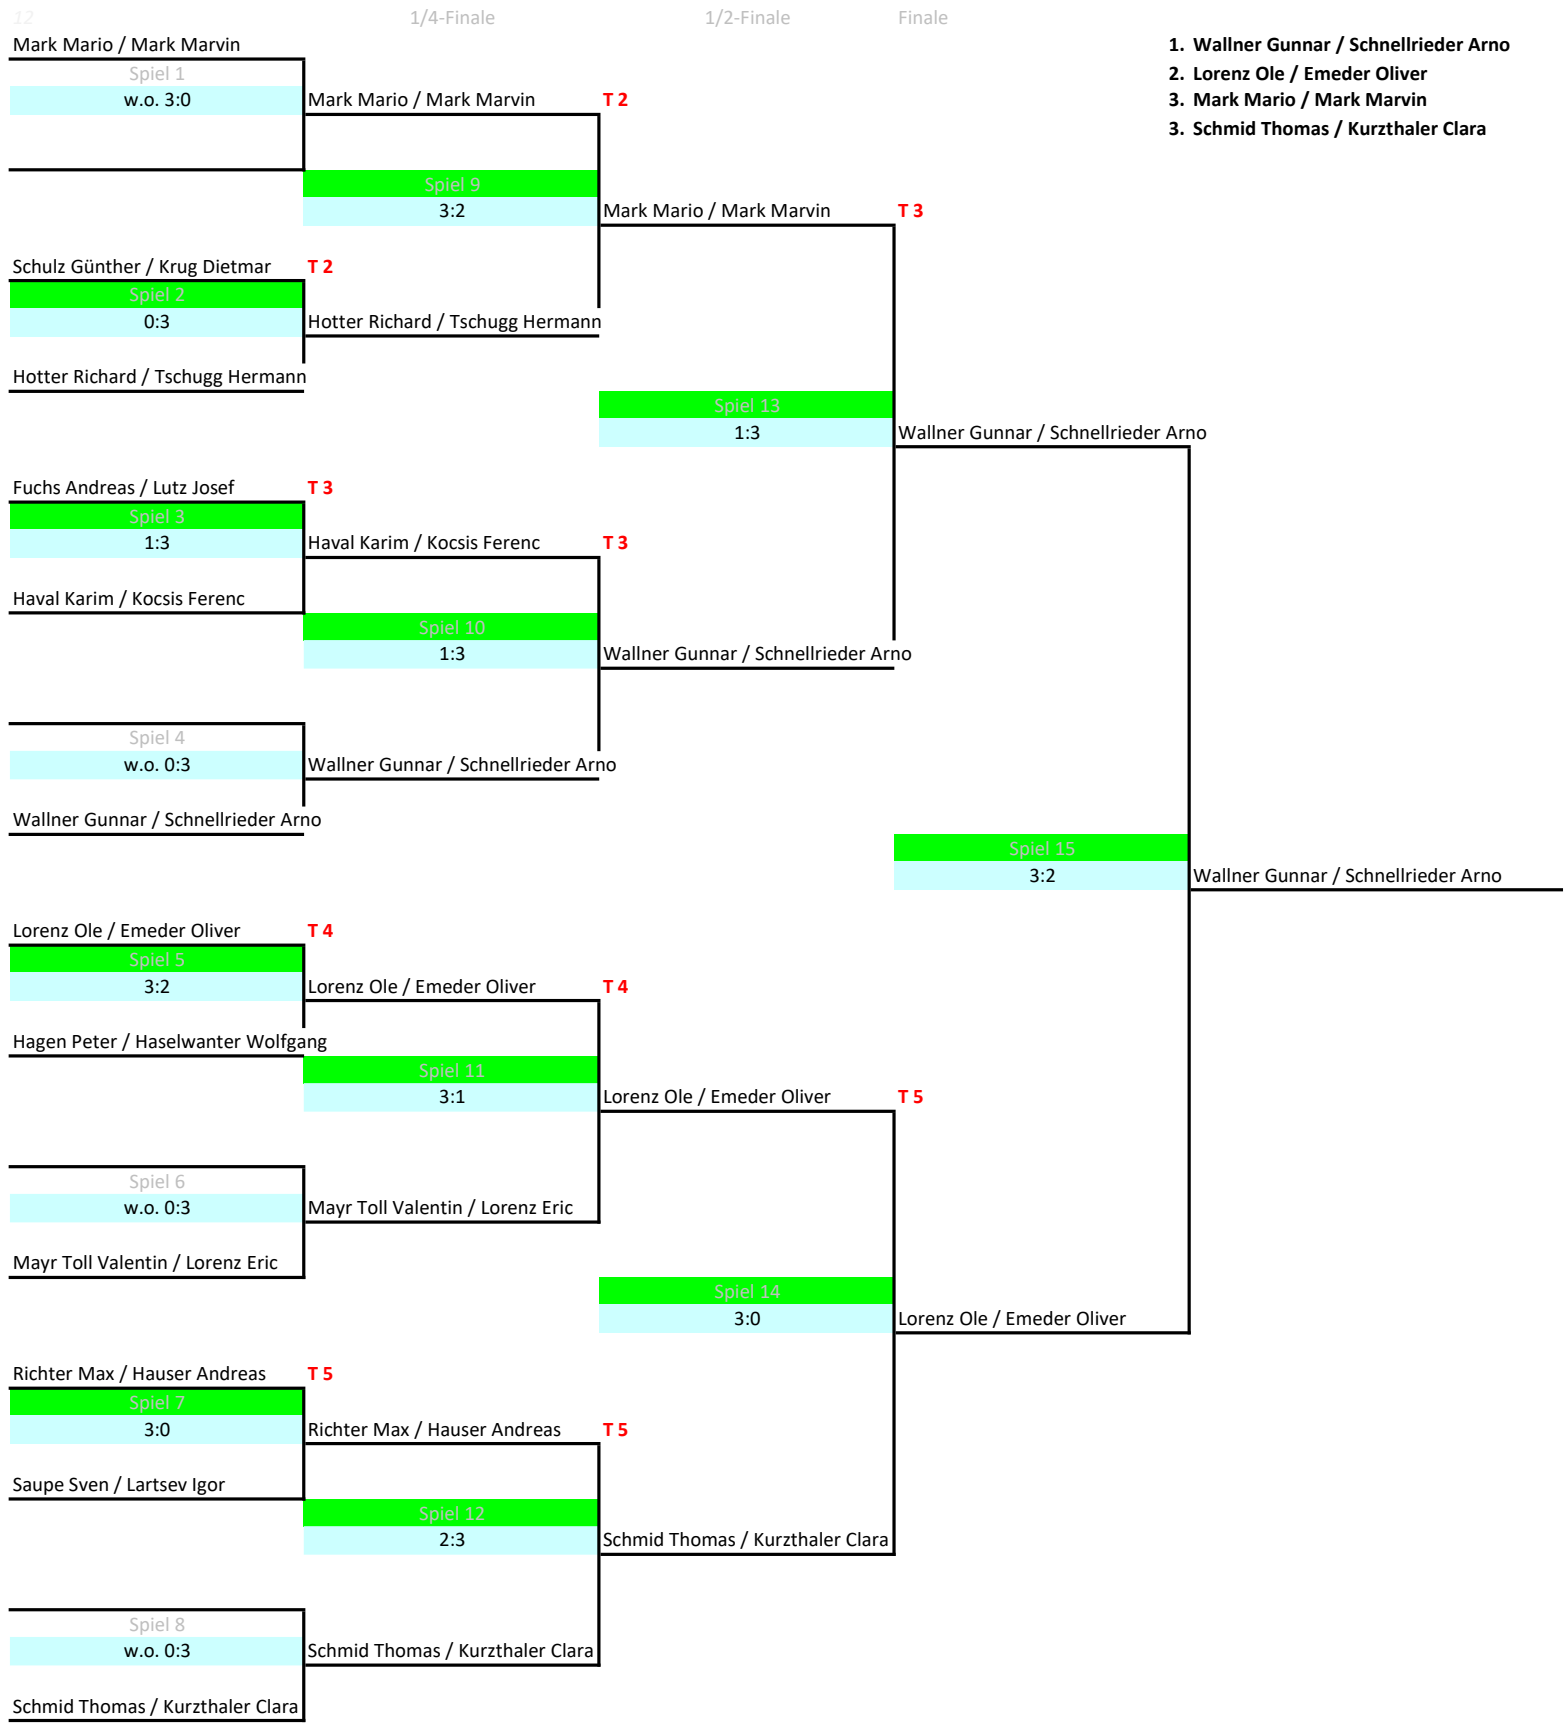 12 1/4-Finale 1/2-Finale Finale
Mark Mario / Mark Marvin
1. Wallner Gunnar / Schnellrieder Arno
Spiel 1
2. Lorenz Ole / Emeder Oliver
w.o. 3:0 Mark Mario / Mark Marvin T 2
3. Mark Mario / Mark Marvin
3. Schmid Thomas / Kurzthaler Clara
Spiel 9
3:2 Mark Mario / Mark Marvin T 3
Schulz Günther / Krug Dietmar T 2
Spiel 2
0:3 Hotter Richard / Tschugg Hermann
Hotter Richard / Tschugg Hermann
Spiel 13
1:3 Wallner Gunnar / Schnellrieder Arno
Fuchs Andreas / Lutz Josef T 3
Spiel 3
1:3 Haval Karim / Kocsis Ferenc T 3
Haval Karim / Kocsis Ferenc
Spiel 10
1:3 Wallner Gunnar / Schnellrieder Arno
Spiel 4
w.o. 0:3 Wallner Gunnar / Schnellrieder Arno
Wallner Gunnar / Schnellrieder Arno
Spiel 15
3:2 Wallner Gunnar / Schnellrieder Arno
Lorenz Ole / Emeder Oliver T 4
Spiel 5
3:2 Lorenz Ole / Emeder Oliver T 4
Hagen Peter / Haselwanter Wolfgang
Spiel 11
3:1 Lorenz Ole / Emeder Oliver T 5
Spiel 6
w.o. 0:3 Mayr Toll Valentin / Lorenz Eric
Mayr Toll Valentin / Lorenz Eric
Spiel 14
3:0 Lorenz Ole / Emeder Oliver
Richter Max / Hauser Andreas T 5
Spiel 7
3:0 Richter Max / Hauser Andreas T 5
Saupe Sven / Lartsev Igor
Spiel 12
2:3 Schmid Thomas / Kurzthaler Clara
Spiel 8
w.o. 0:3 Schmid Thomas / Kurzthaler Clara
Schmid Thomas / Kurzthaler Clara